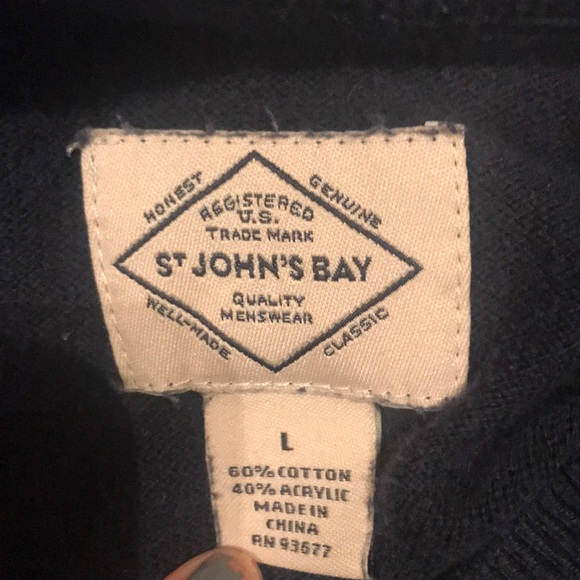 HONEST
GENUINE
REGISTERED
U.S.
TRADE MARK
ST JOHN'S BAY
QUALITY
MENSWEAR
WELL-MADE
CLASSIC
L
60% COTTON
40% ACRYLIC
MADE IN
CHINA
RN 93677